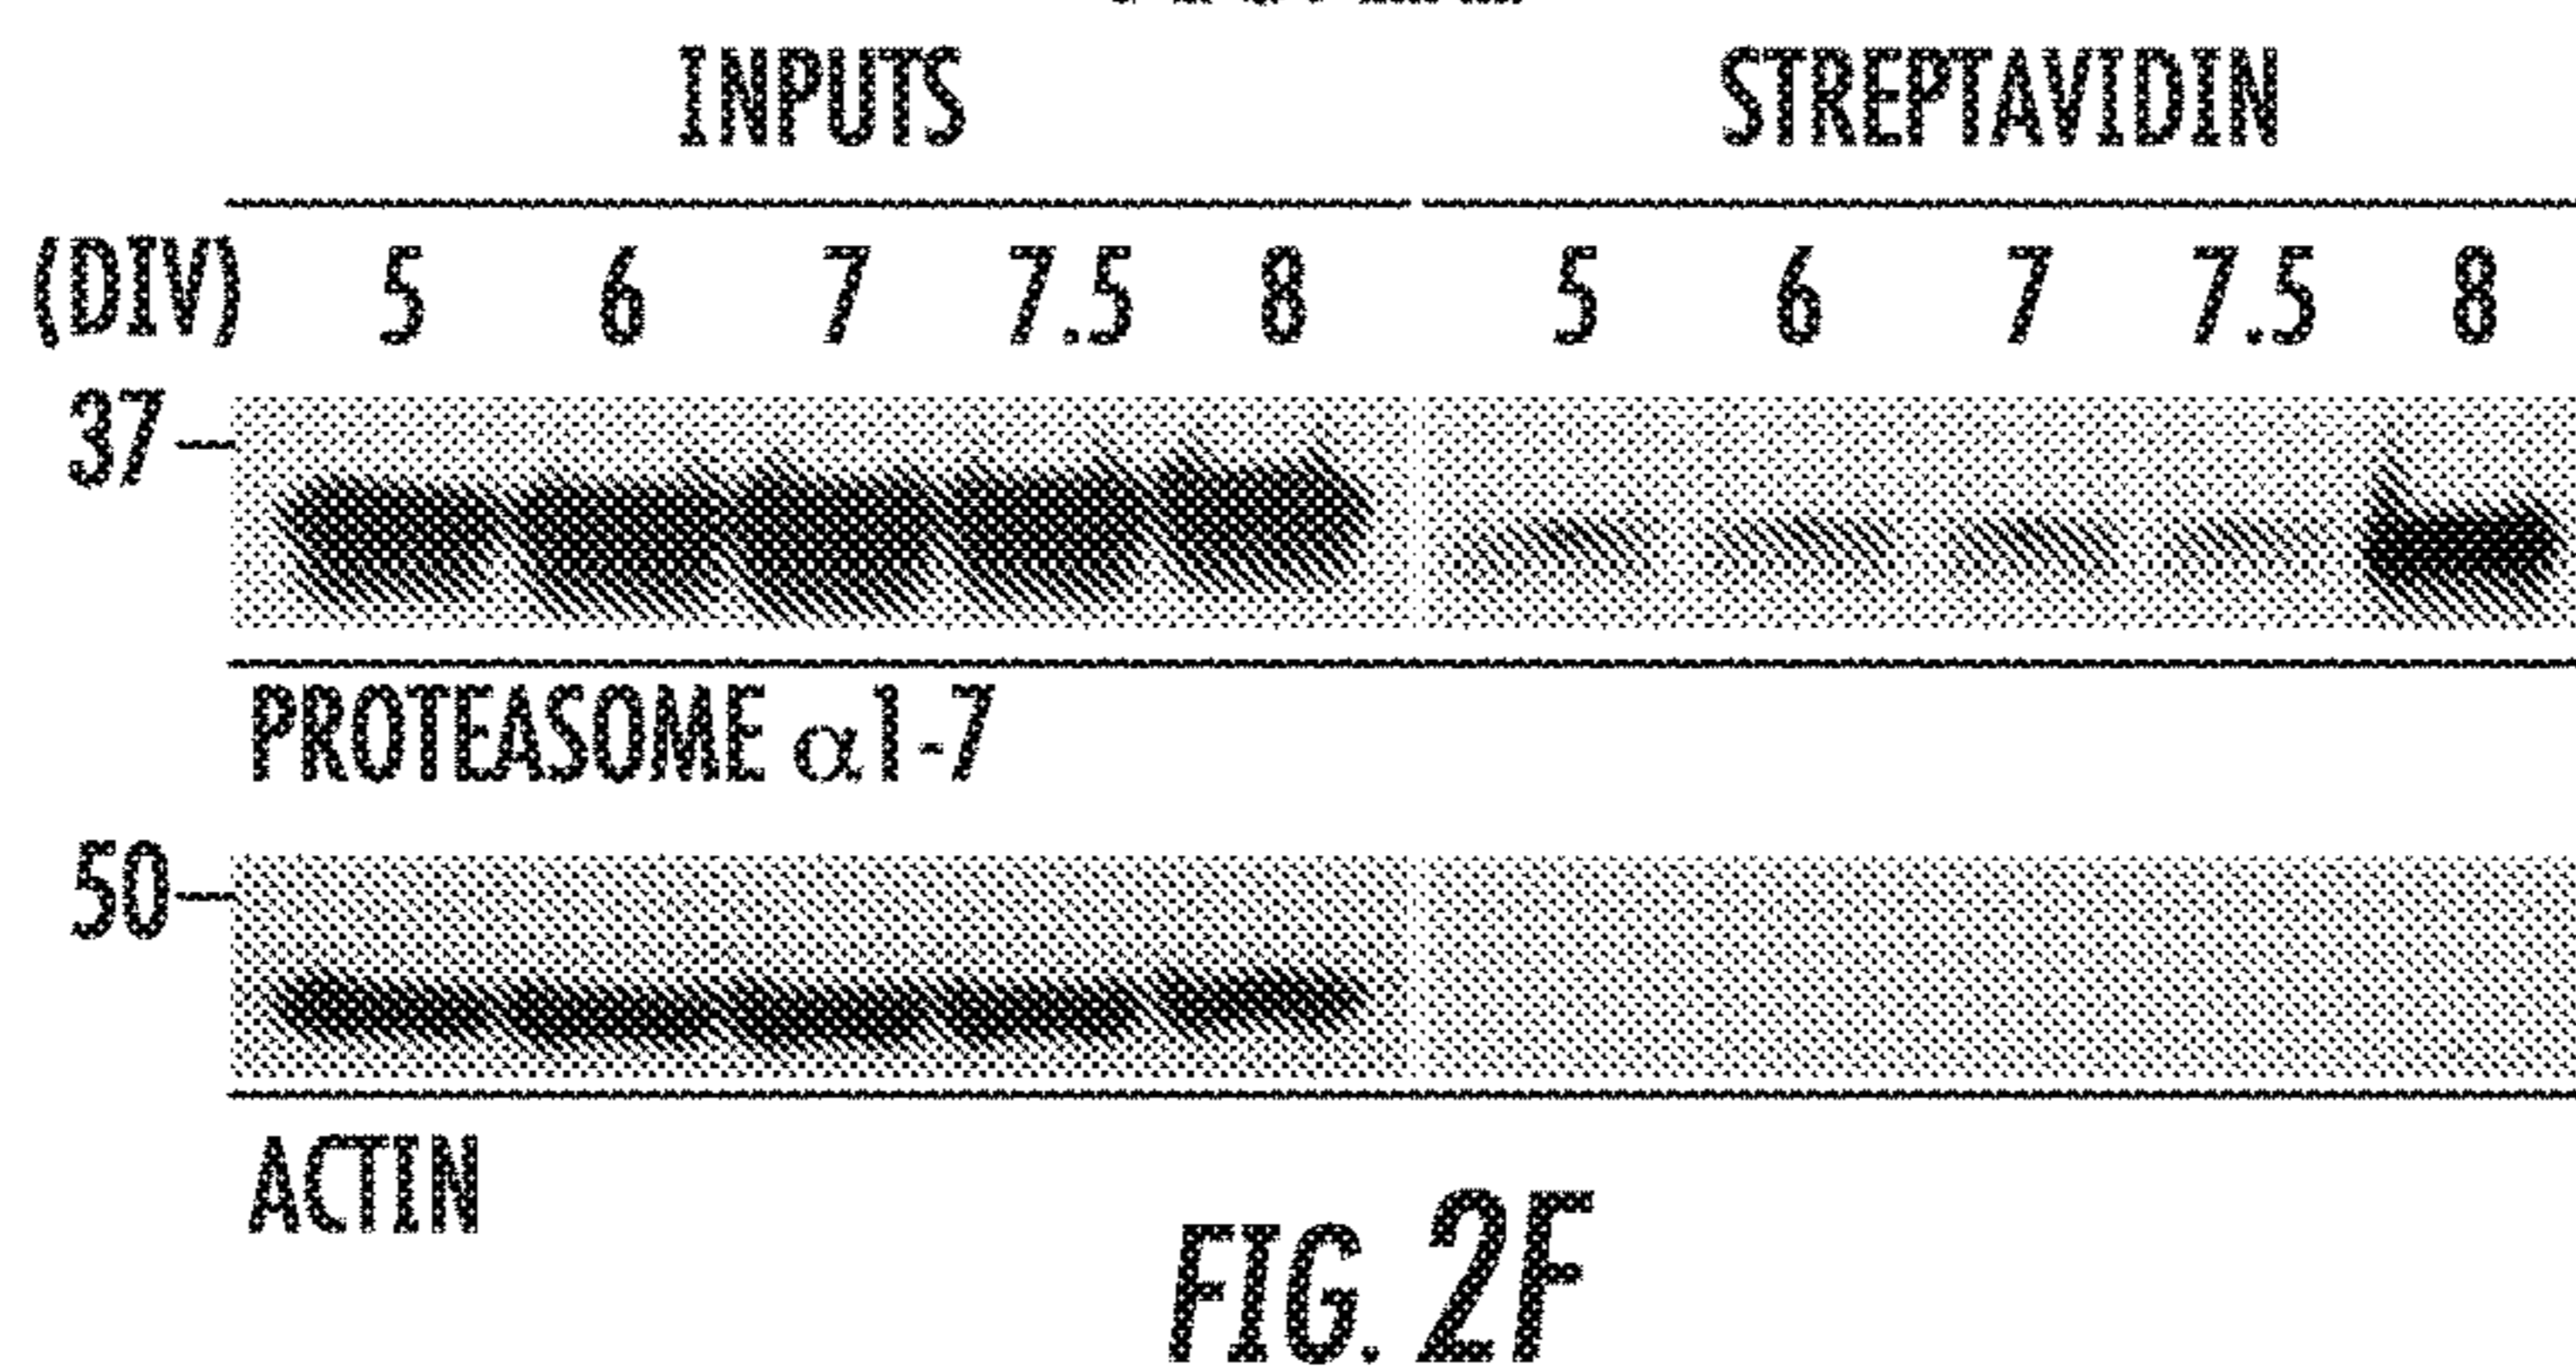 INPUTS STREPTAVIDIN
(DIV) 5 6 7 7.5 8 5 6 7 7.5 8
37
PROTEASOME α1-7
50
ACTIN
FIG. 2F